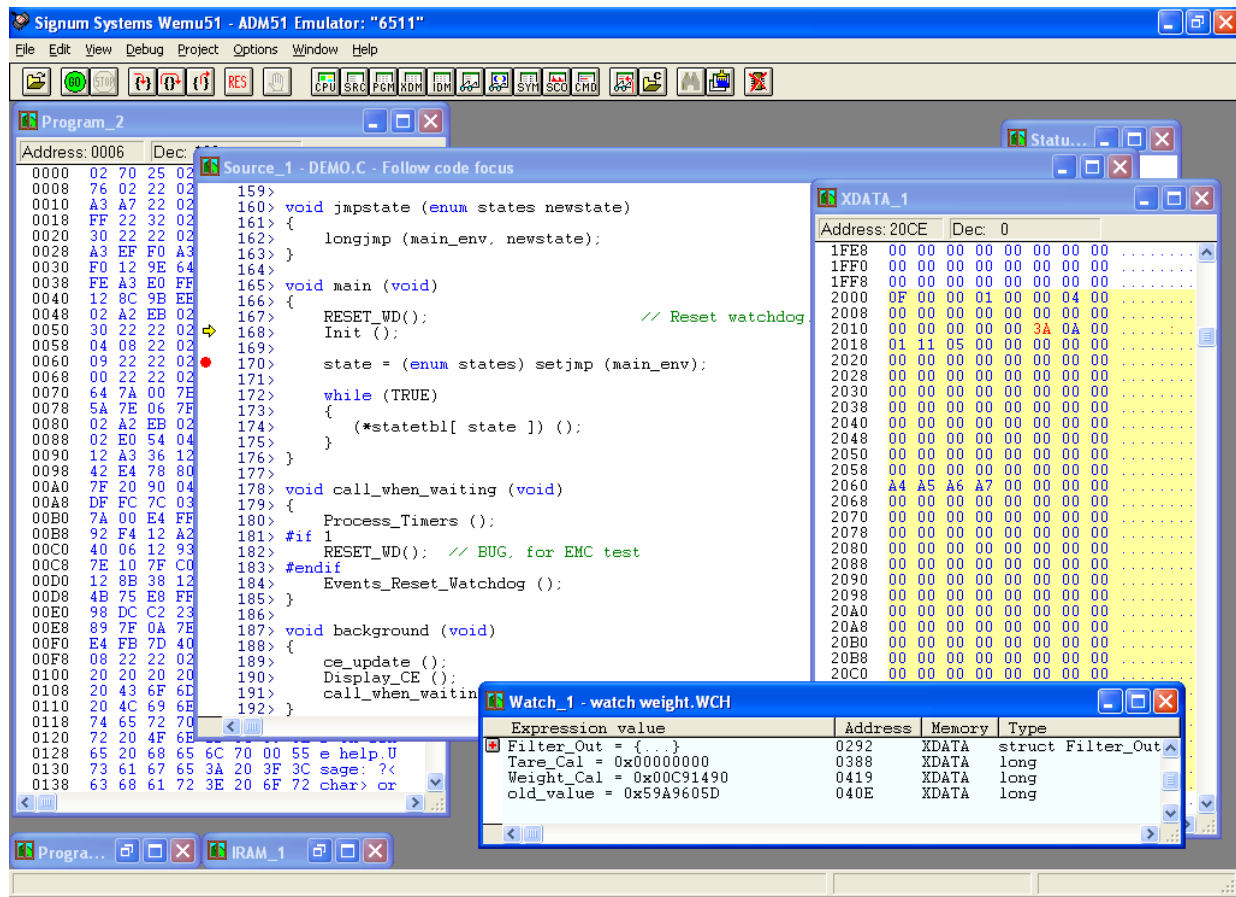 Signum Systems Wemu51 - ADM51 Emulator: "6511"
File Edit View Debug Project Options Window Help
GO STOP RES CPU SRC PGM XDM IDM SYM SCO CMD
Program_2
Address: 0006 Dec:
0000 02 70 25 02
0008 76 02 22 02
0010 A3 A7 22 02
0018 FF 22 32 02
0020 30 22 22 02
0028 A3 EF F0 A3
0030 F0 12 9E 64
0038 FE A3 E0 FF
0040 12 8C 9B EE
0048 02 A2 EB 02
0050 30 22 22 02
0058 04 08 22 02
0060 09 22 22 02
0068 00 22 22 02
0070 64 7A 00 7E
0078 5A 7E 06 7F
0080 02 A2 EB 02
0088 02 E0 54 04
0090 12 A3 36 12
0098 42 E4 78 80
00A0 7F 20 90 04
00A8 DF FC 7C 03
00B0 7A 00 E4 FF
00B8 92 F4 12 A2
00C0 40 06 12 93
00C8 7E 10 7F C0
00D0 12 8B 38 12
00D8 4B 75 E8 FF
00E0 98 DC C2 23
00E8 89 7F 0A 7E
00F0 E4 FB 7D 40
00F8 08 22 22 02
0100 20 20 20 20
0108 20 43 6F 6D
0110 20 4C 69 6E
0118 74 65 72 70
0120 72 20 4F 6E
0128 65 20 68 65 6C 70 00 55 e help.U
0130 73 61 67 65 3A 20 3F 3C sage: ?<
0138 63 68 61 72 3E 20 6F 72 char> or
Source_1 - DEMO.C - Follow code focus
159>
160> void jmpstate (enum states newstate)
161> {
162> longjmp (main_env, newstate);
163> }
164>
165> void main (void)
166> {
167> RESET_WD(); // Reset watchdog.
168> Init ();
169>
170> state = (enum states) setjmp (main_env);
171>
172> while (TRUE)
173> {
174> (*statetbl[ state ]) ();
175> }
176> }
177>
178> void call_when_waiting (void)
179> {
180> Process_Timers ();
181> #if 1
182> RESET_WD(); // BUG, for EMC test
183> #endif
184> Events_Reset_Watchdog ();
185> }
186>
187> void background (void)
188> {
189> ce_update ();
190> Display_CE ();
191> call_when_waitin
192> }
Statu...
XDATA_1
Address: 20CE Dec: 0
1FE8 00 00 00 00 00 00 00 00 ........
1FF0 00 00 00 00 00 00 00 00 ........
1FF8 00 00 00 00 00 00 00 00 ........
2000 0F 00 00 01 00 00 04 00 ........
2008 00 00 00 00 00 00 00 00 ........
2010 00 00 00 00 00 3A 0A 00 .....:..
2018 01 11 05 00 00 00 00 00 ........
2020 00 00 00 00 00 00 00 00 ........
2028 00 00 00 00 00 00 00 00 ........
2030 00 00 00 00 00 00 00 00 ........
2038 00 00 00 00 00 00 00 00 ........
2040 00 00 00 00 00 00 00 00 ........
2048 00 00 00 00 00 00 00 00 ........
2050 00 00 00 00 00 00 00 00 ........
2058 00 00 00 00 00 00 00 00 ........
2060 A4 A5 A6 A7 00 00 00 00 ........
2068 00 00 00 00 00 00 00 00 ........
2070 00 00 00 00 00 00 00 00 ........
2078 00 00 00 00 00 00 00 00 ........
2080 00 00 00 00 00 00 00 00 ........
2088 00 00 00 00 00 00 00 00 ........
2090 00 00 00 00 00 00 00 00 ........
2098 00 00 00 00 00 00 00 00 ........
20A0 00 00 00 00 00 00 00 00 ........
20A8 00 00 00 00 00 00 00 00 ........
20B0 00 00 00 00 00 00 00 00 ........
20B8 00 00 00 00 00 00 00 00 ........
20C0 00 00 00 00 00 00 00 00 ........
Watch_1 - watch weight.WCH
Expression value Address Memory Type
Filter_Out = {...} 0292 XDATA struct Filter_Out
Tare_Cal = 0x00000000 0388 XDATA long
Weight_Cal = 0x00C91490 0419 XDATA long
old_value = 0x59A9605D 040E XDATA long
Progra... IRAM_1